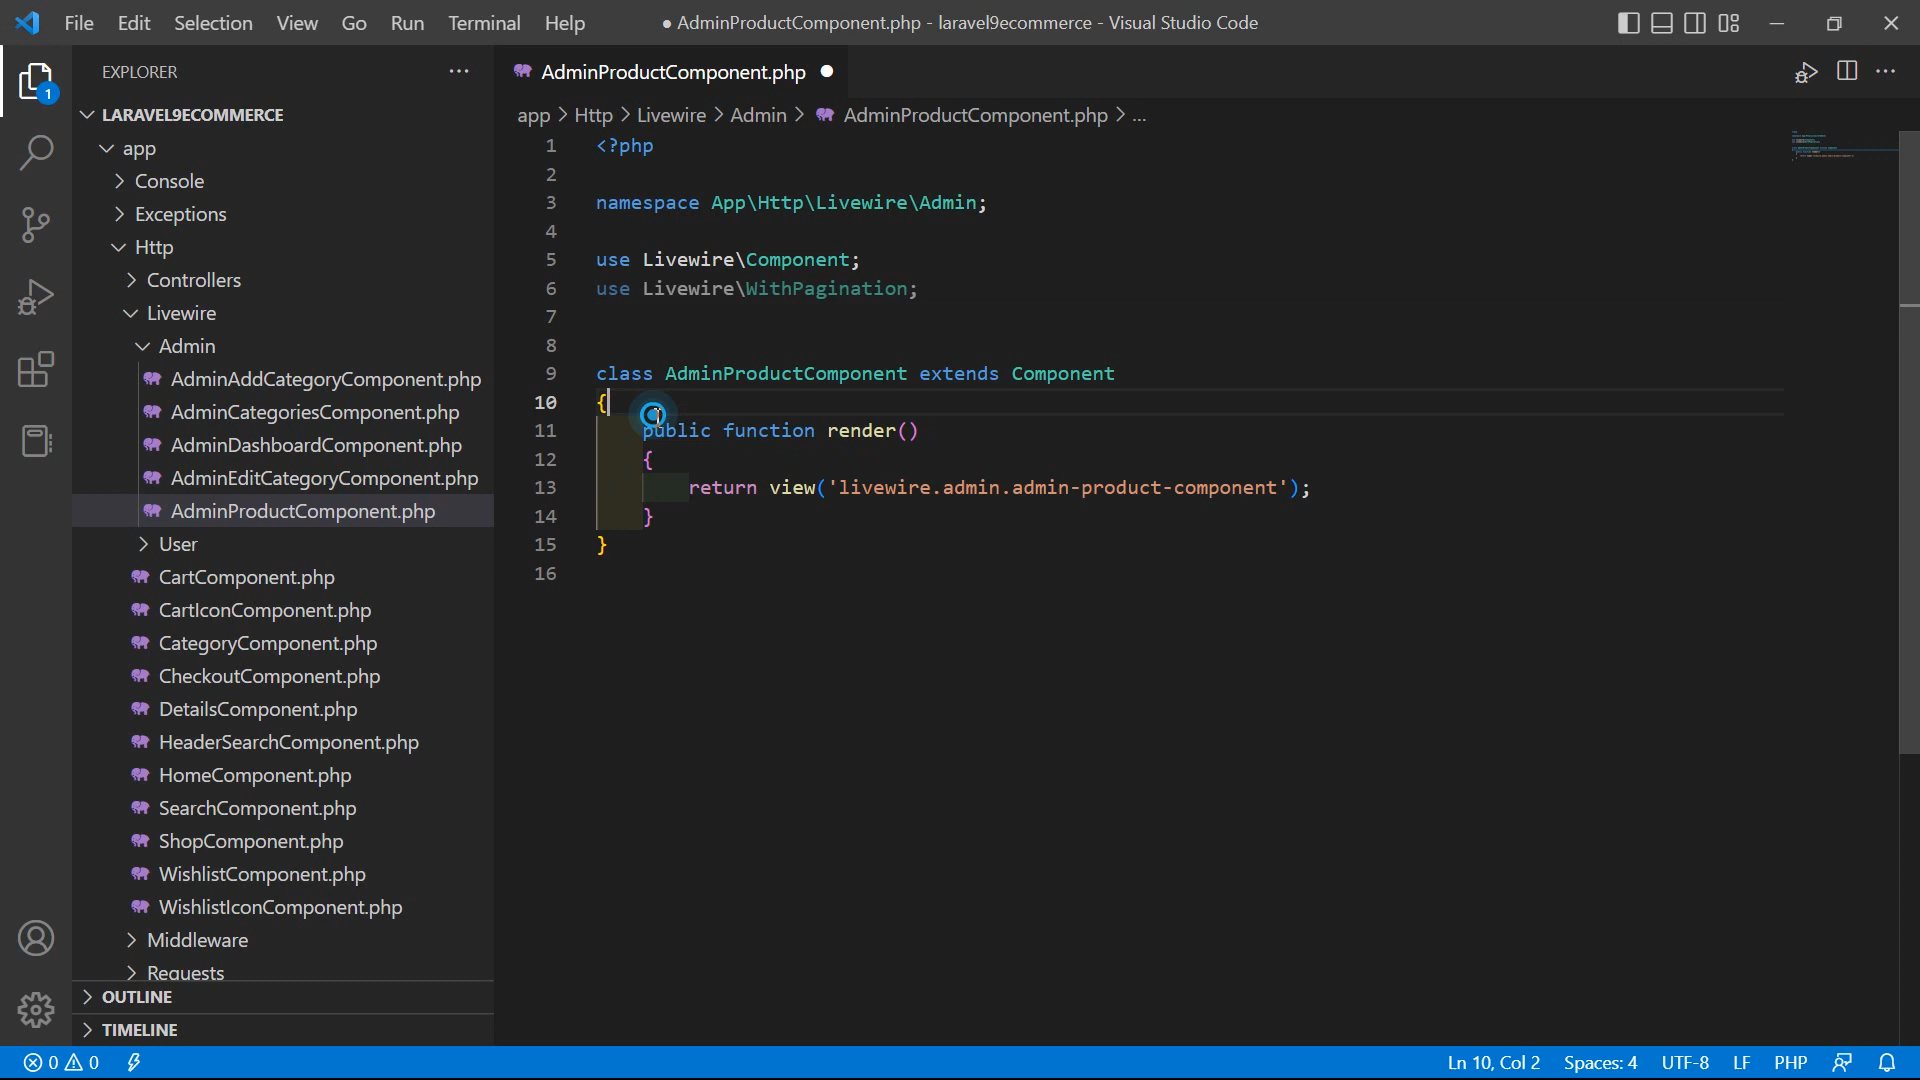 File Edit Selection View Go Run Terminal Help
● AdminProductComponent.php - laravel9ecommerce - Visual Studio Code
EXPLORER
1
LARAVEL9ECOMMERCE
app
Console
Exceptions
Http
Controllers
Livewire
Admin
AdminAddCategoryComponent.php
AdminCategoriesComponent.php
AdminDashboardComponent.php
AdminEditCategoryComponent.php
AdminProductComponent.php
User
CartComponent.php
CartIconComponent.php
CategoryComponent.php
CheckoutComponent.php
DetailsComponent.php
HeaderSearchComponent.php
HomeComponent.php
SearchComponent.php
ShopComponent.php
WishlistComponent.php
WishlistIconComponent.php
Middleware
Requests
OUTLINE
TIMELINE
AdminProductComponent.php
app > Http > Livewire > Admin > AdminProductComponent.php > ...
1 <?php
2
3 namespace App\Http\Livewire\Admin;
4
5 use Livewire\Component;
6 use Livewire\WithPagination;
7
8
9 class AdminProductComponent extends Component
10 {
11 public function render()
12 {
13 return view('livewire.admin.admin-product-component');
14 }
15 }
16
0 0
Ln 10, Col 2 Spaces: 4 UTF-8 LF PHP